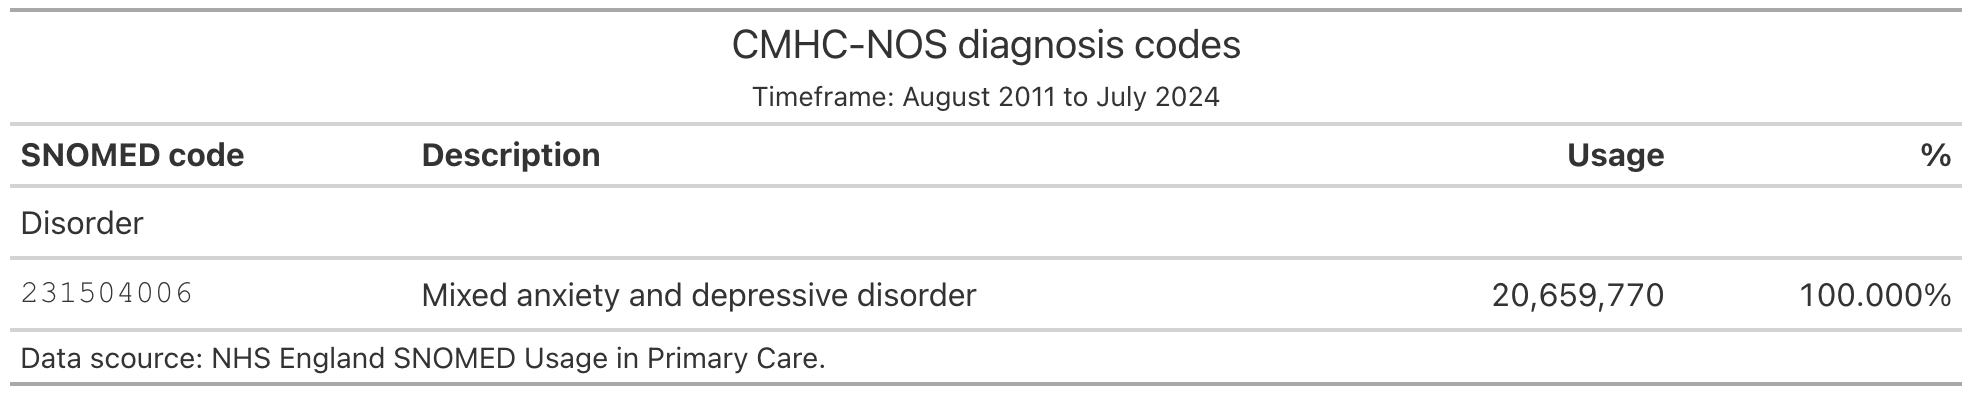 CMHC-NOS diagnosis codes
Timeframe: August 2011 to July 2024
SNOMED code Description Usage %
Disorder
231504006 Mixed anxiety and depressive disorder 20,659,770 100.000%
Data scource: NHS England SNOMED Usage in Primary Care.